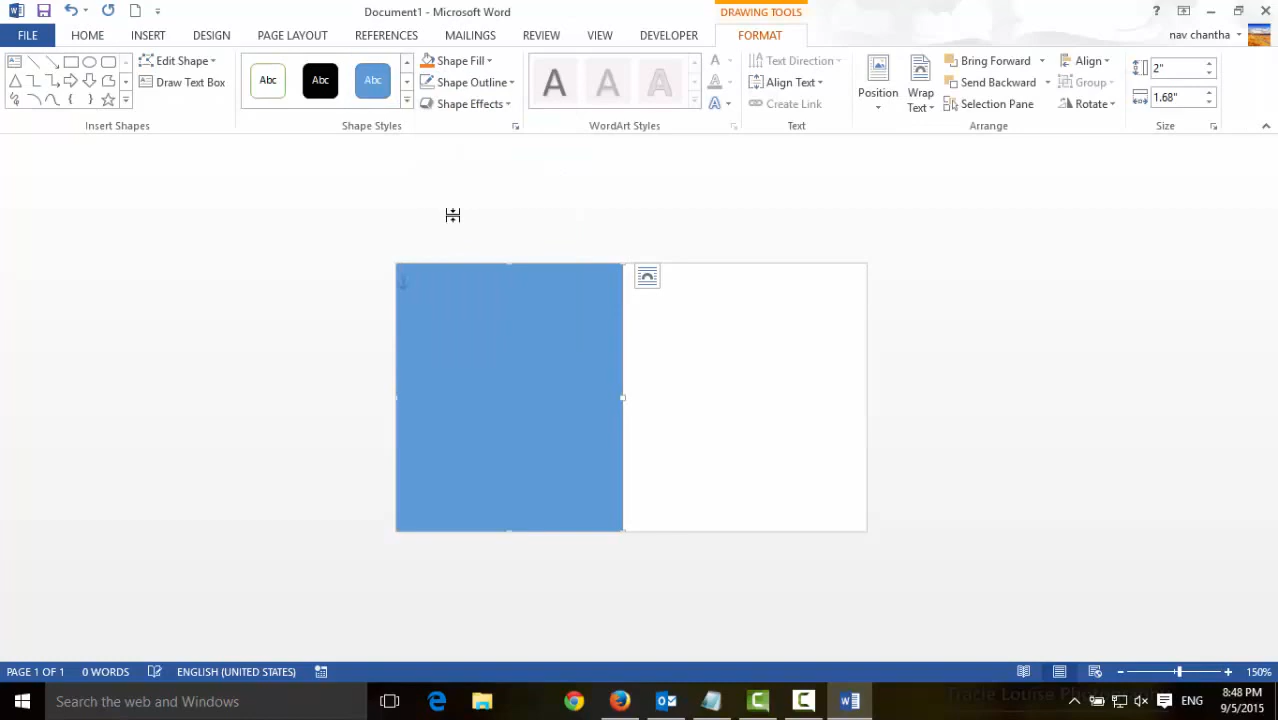 Document1 - Microsoft Word
DRAWING TOOLS
?
FILE
HOME
INSERT
DESIGN
PAGE LAYOUT
REFERENCES
MAILINGS
REVIEW
VIEW
DEVELOPER
FORMAT
nav chantha
Edit Shape
Draw Text Box
Insert Shapes
Abc
Abc
Abc
Shape Fill
Shape Outline
Shape Effects
Shape Styles
A
A
A
A
A
A
WordArt Styles
Text Direction
Align Text
Create Link
Text
Position
Wrap
Text
Bring Forward
Send Backward
Selection Pane
Align
Group
Rotate
Arrange
2"
1.68"
Size
PAGE 1 OF 1
0 WORDS
ENGLISH (UNITED STATES)
150%
Search the web and Windows
Tracie Louise Photography
ENG
8:48 PM
9/5/2015